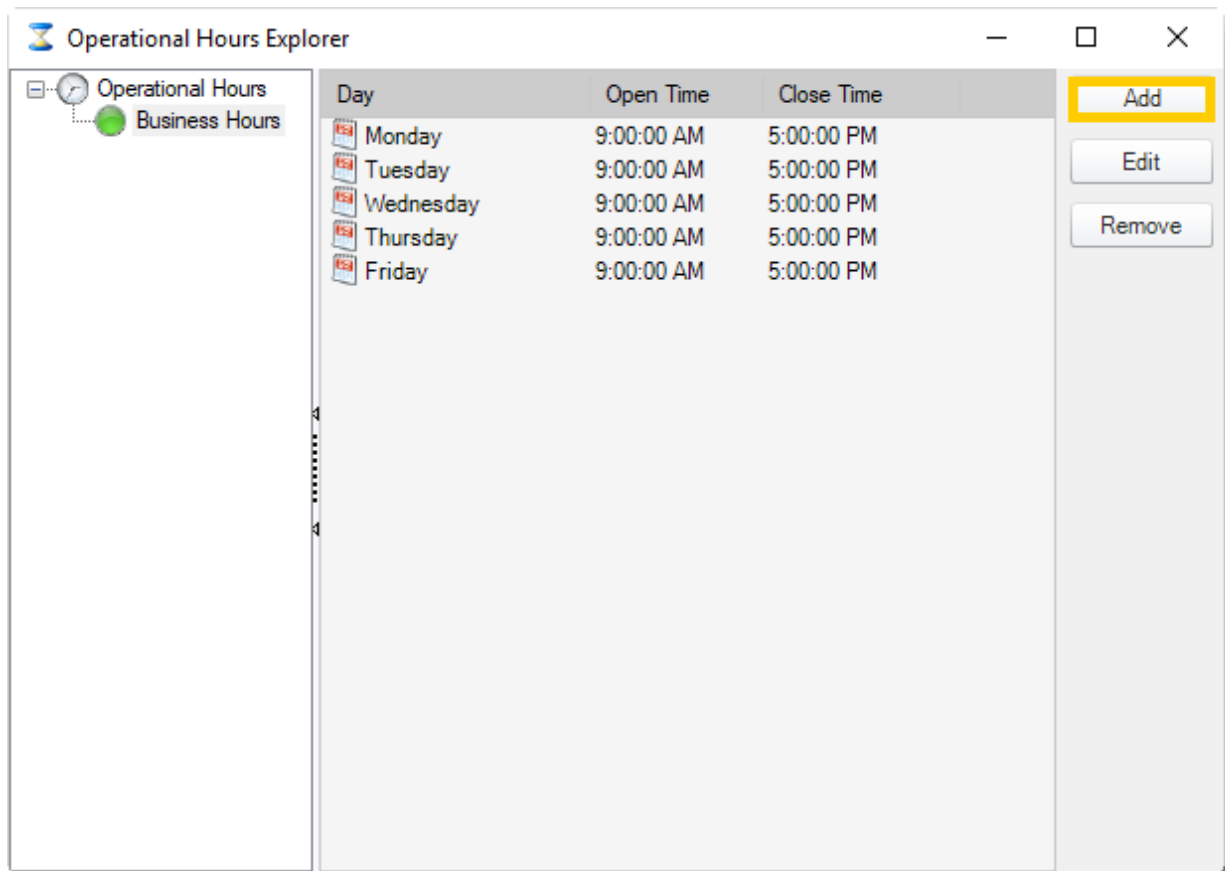 Operational Hours Explorer
Operational Hours
Business Hours
Day Open Time Close Time
Monday 9:00:00 AM 5:00:00 PM
Tuesday 9:00:00 AM 5:00:00 PM
Wednesday 9:00:00 AM 5:00:00 PM
Thursday 9:00:00 AM 5:00:00 PM
Friday 9:00:00 AM 5:00:00 PM
Add
Edit
Remove